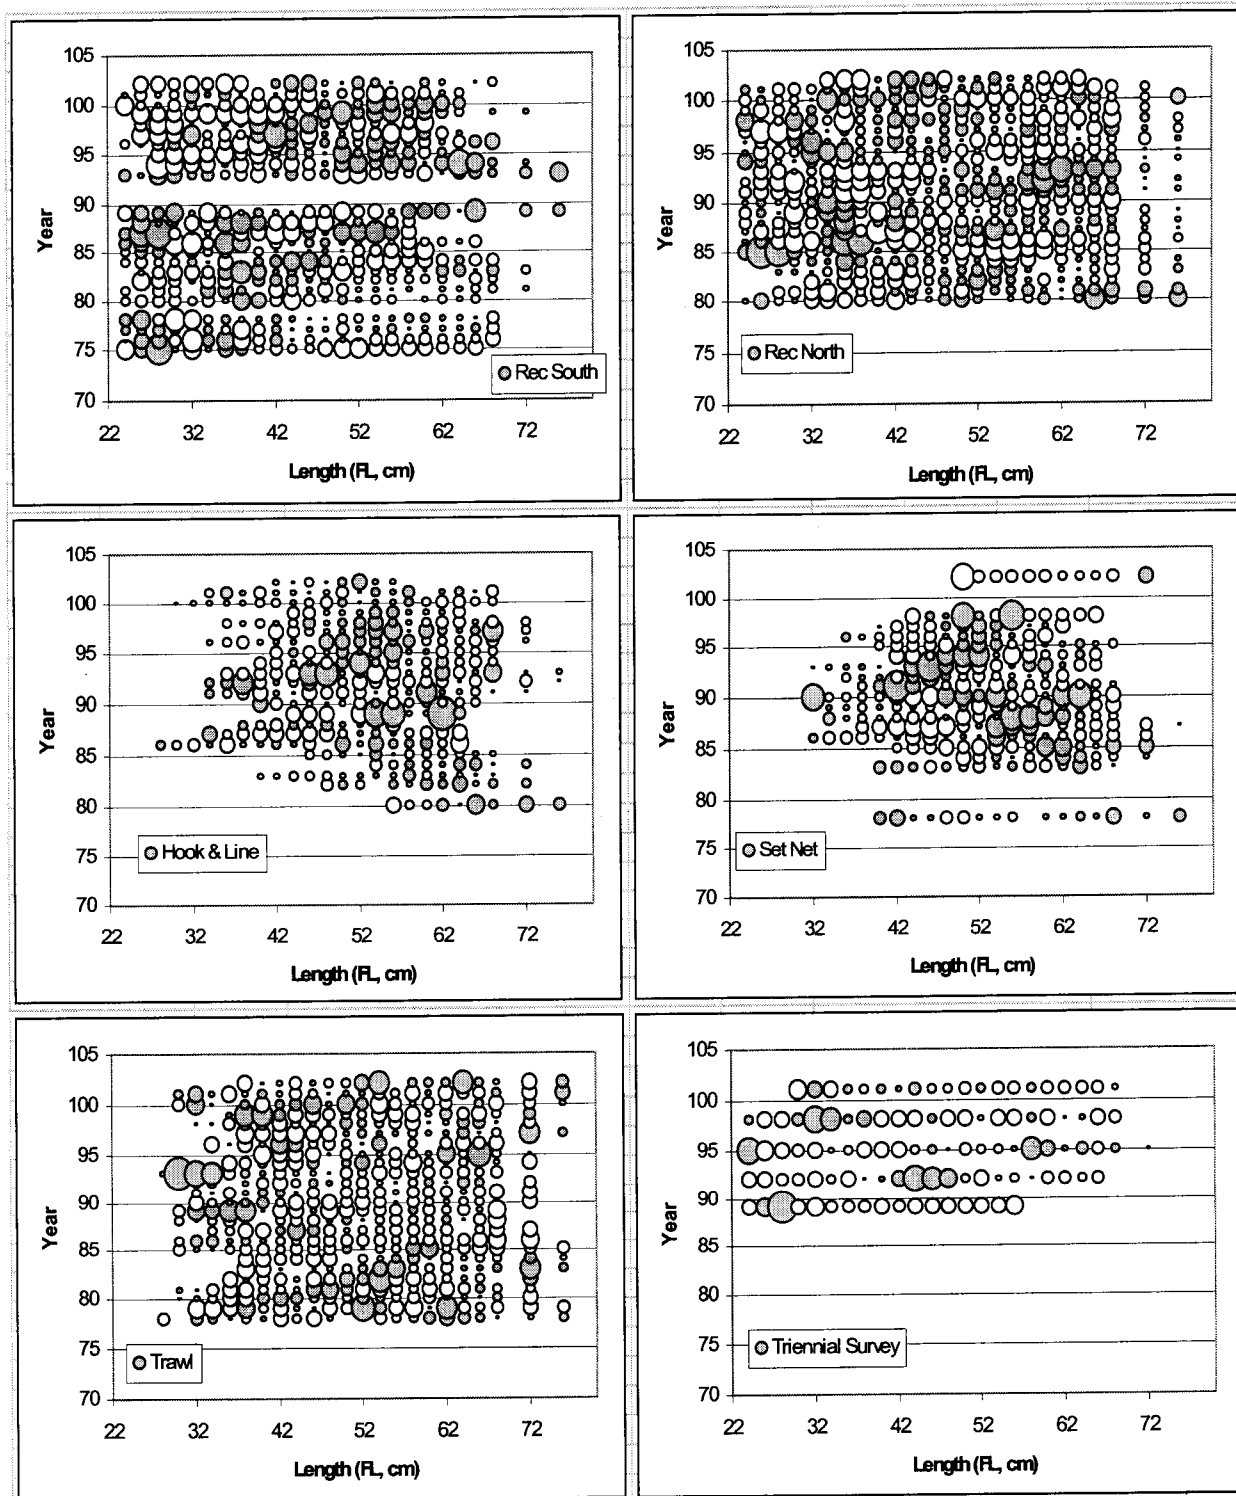 105
100
95
90
85
80
75
70
Year
Rec South
22 32 42 52 62 72
Length (FL, cm)
105
100
95
90
85
80
75
70
Year
Rec North
22 32 42 52 62 72
Length (FL, cm)
105
100
95
90
85
80
75
70
Year
Hook & Line
22 32 42 52 62 72
Length (FL, cm)
105
100
95
90
85
80
75
70
Year
Set Net
22 32 42 52 62 72
Length (FL, cm)
105
100
95
90
85
80
75
70
Year
Trawl
22 32 42 52 62 72
Length (FL, cm)
105
100
95
90
85
80
75
70
Year
Triennial Survey
22 32 42 52 62 72
Length (FL, cm)